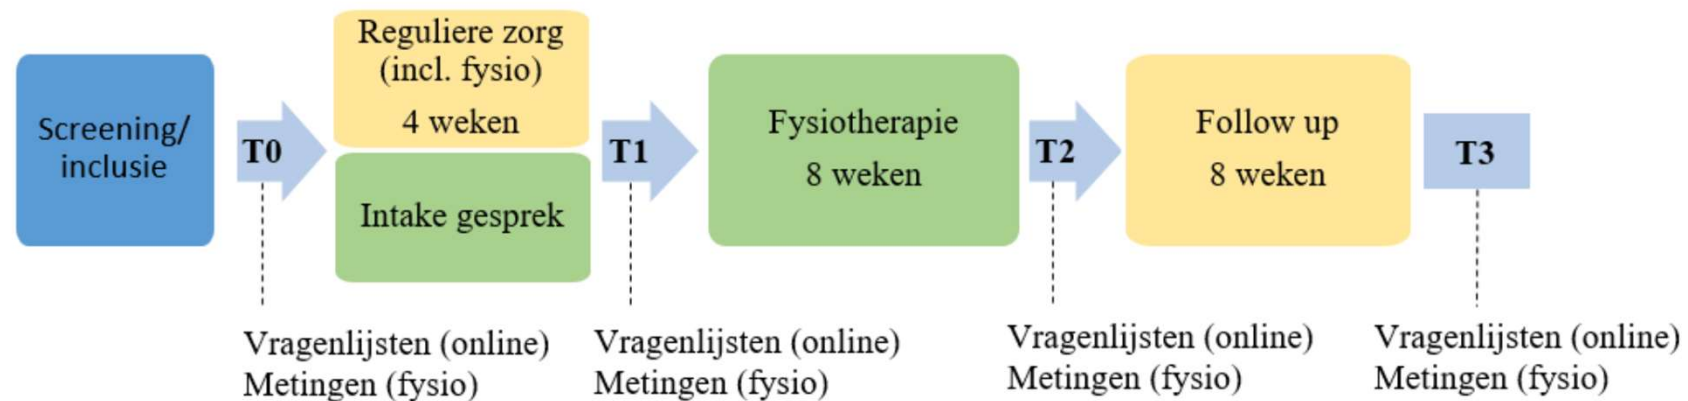 Screening/
inclusie
T0
Reguliere zorg
(incl. fysio)
4 weken
Intake gesprek
T1
Fysiotherapie
8 weken
T2
Follow up
8 weken
T3
Vragenlijsten (online)
Metingen (fysio)
Vragenlijsten (online)
Metingen (fysio)
Vragenlijsten (online)
Metingen (fysio)
Vragenlijsten (online)
Metingen (fysio)